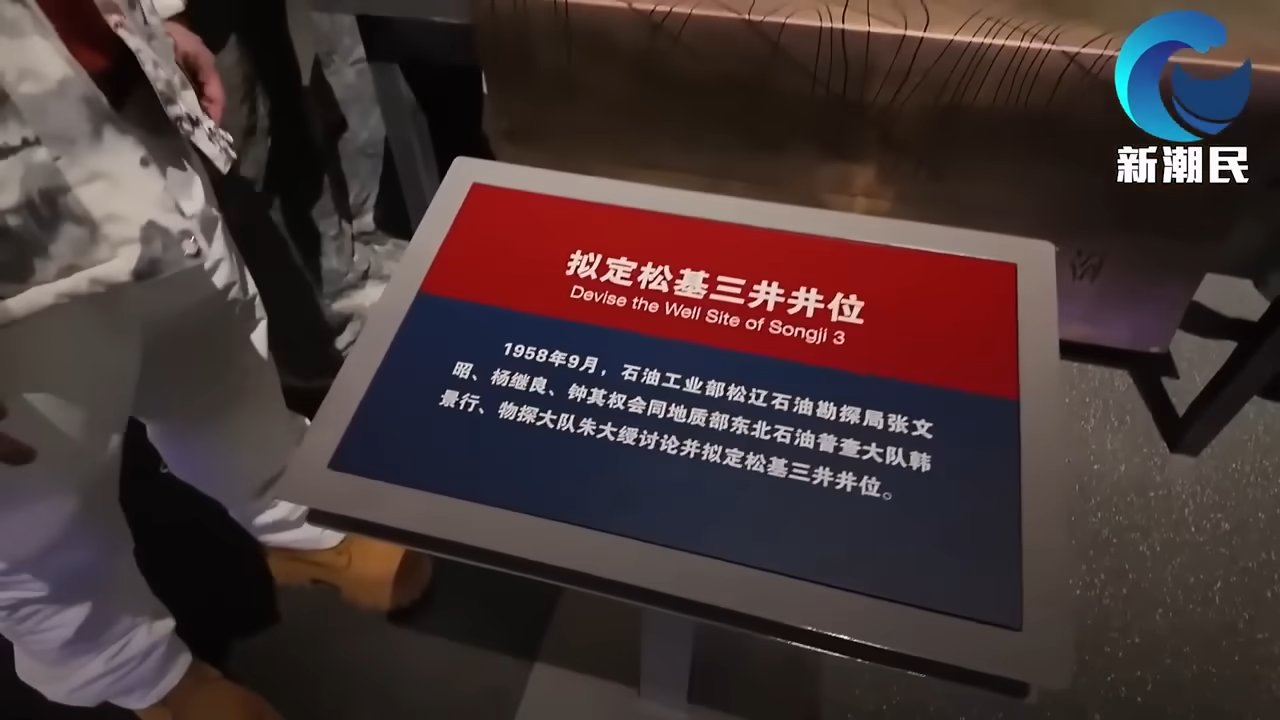 新潮民
拟定松基三井井位
Devise the Well Site of Songji 3
1958年9月，石油工业部松辽石油勘探局张文
昭、杨继良、钟其权会同地质部东北石油普查大队韩
景行、物探大队朱大绶讨论并拟定松基三井井位。